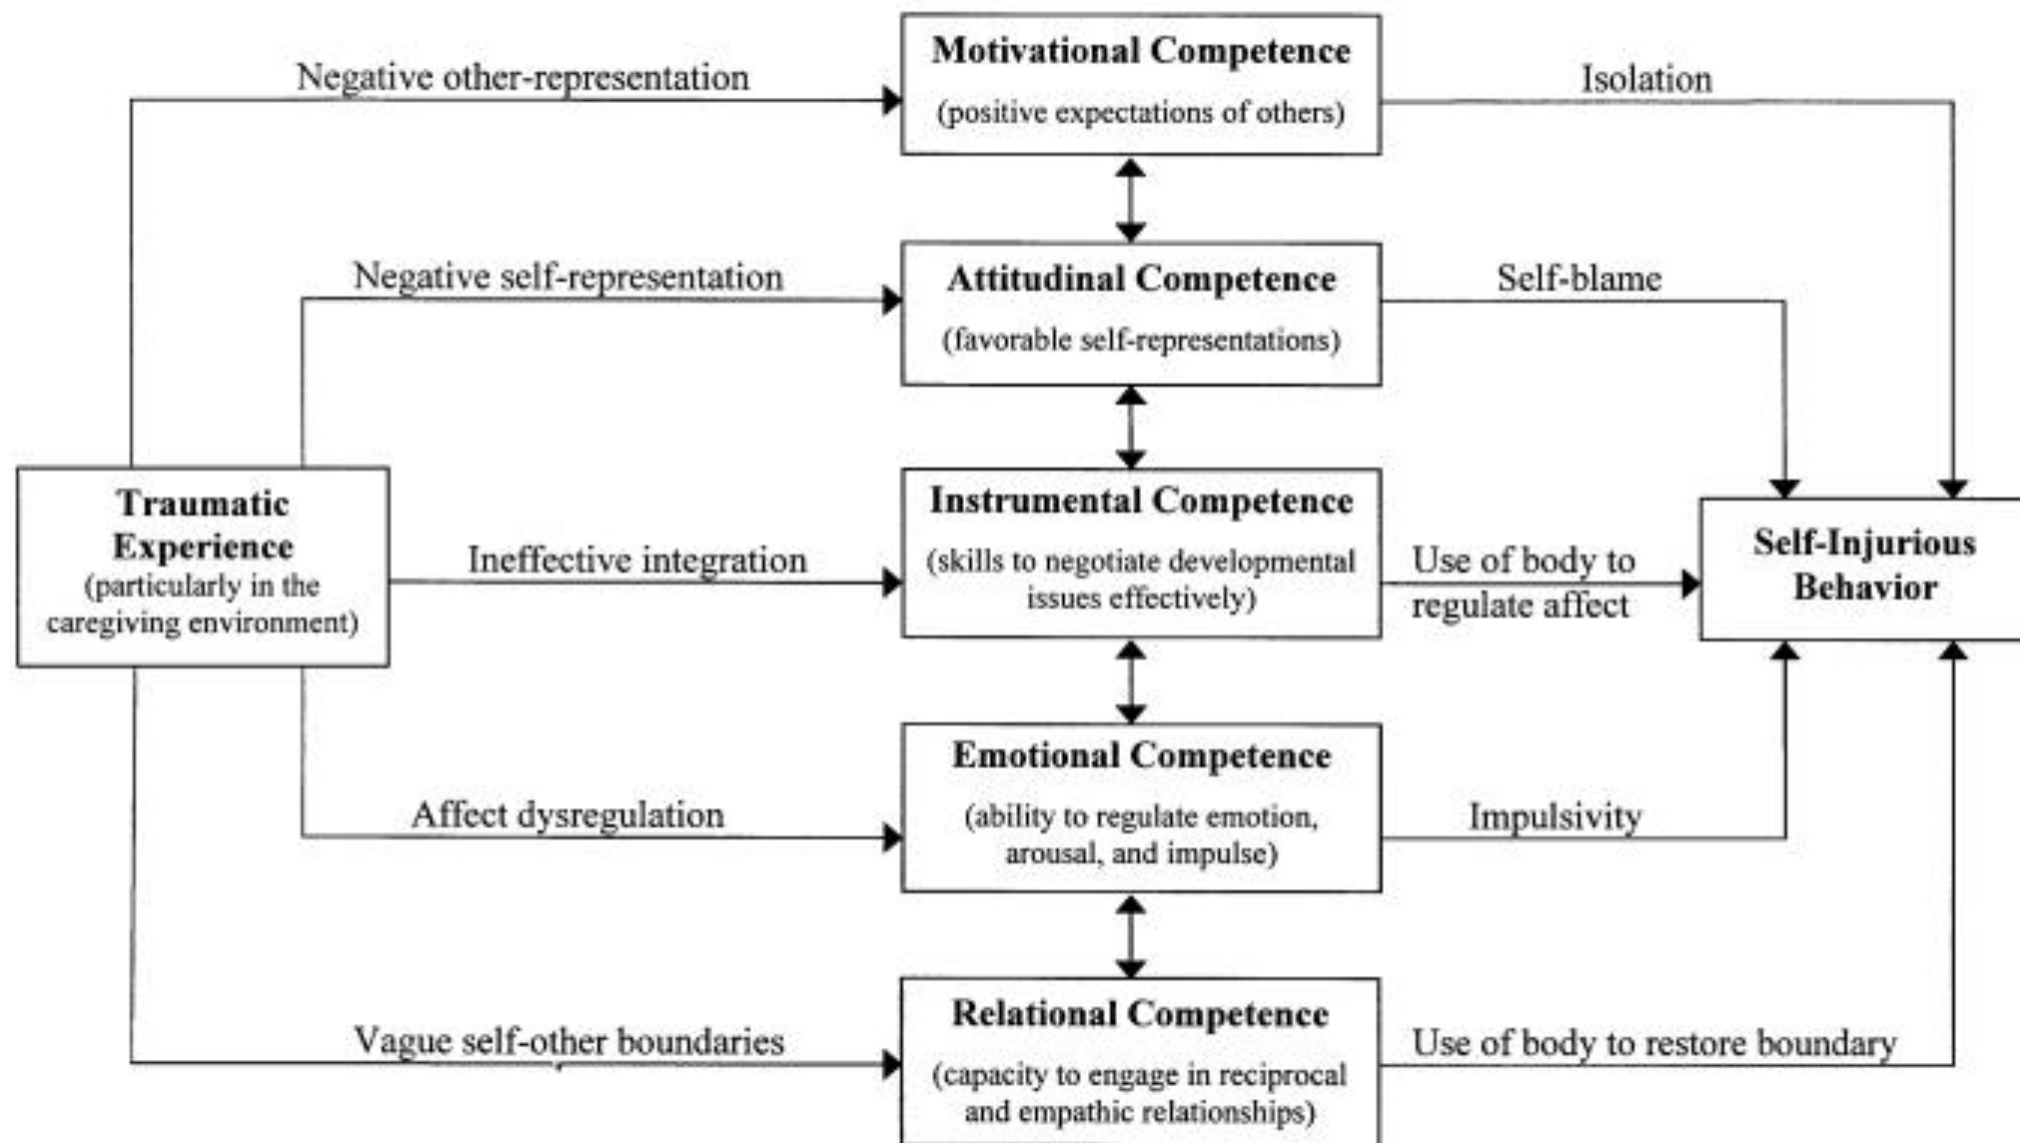 Motivational Competence
(positive expectations of others)
Negative other-representation
Isolation
Attitudinal Competence
(favorable self-representations)
Negative self-representation
Self-blame
Traumatic
Experience
(particularly in the
caregiving environment)
Ineffective integration
Instrumental Competence
(skills to negotiate developmental
issues effectively)
Use of body to
regulate affect
Self-Injurious
Behavior
Affect dysregulation
Emotional Competence
(ability to regulate emotion,
arousal, and impulse)
Impulsivity
Vague self-other boundaries
Relational Competence
(capacity to engage in reciprocal
and empathic relationships)
Use of body to restore boundary